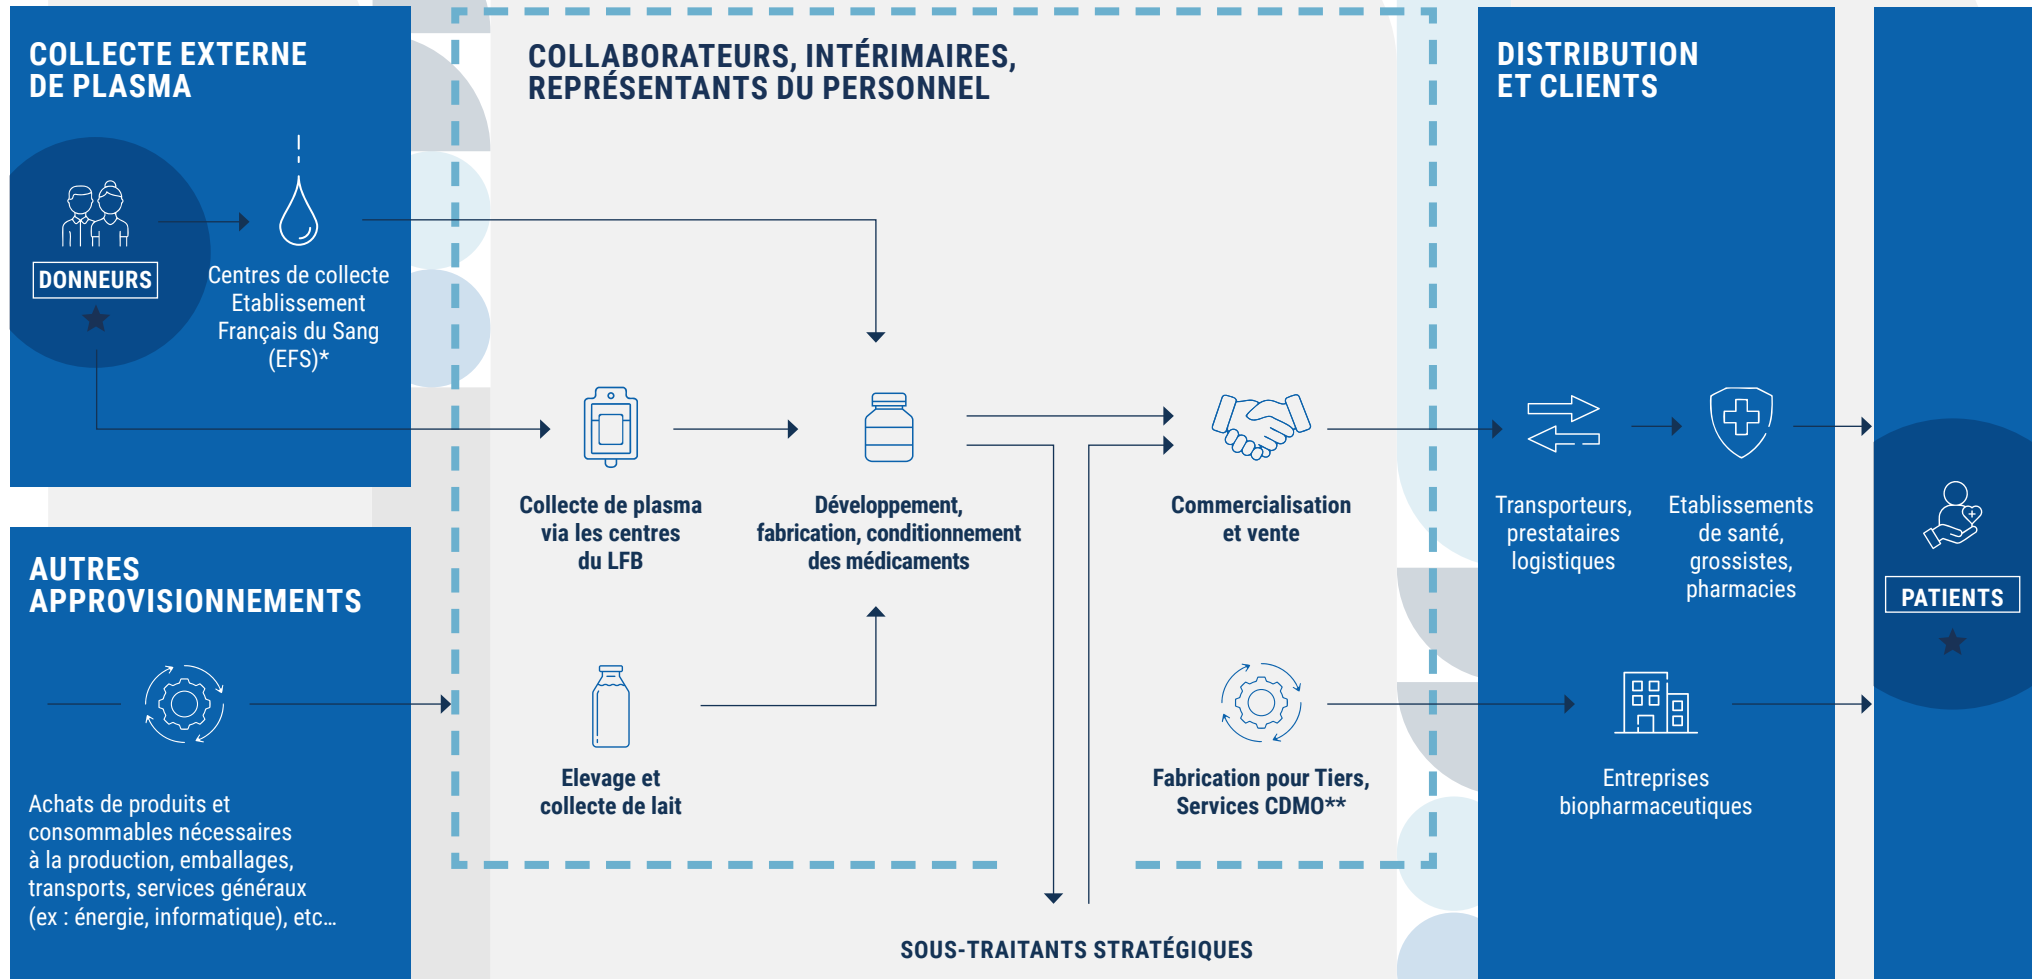 COLLECTE EXTERNE
DE PLASMA
DONNEURS
Centres de collecte
Etablissement
Français du Sang
(EFS)*
AUTRES
APPROVISIONNEMENTS
Achats de produits et
consommables nécessaires
à la production, emballages,
transports, services généraux
(ex : énergie, informatique), etc...
COLLABORATEURS, INTÉRIMAIRES,
REPRÉSENTANTS DU PERSONNEL
Collecte de plasma
via les centres
du LFB
Développement,
fabrication, conditionnement
des médicaments
Commercialisation
et vente
Elevage et
collecte de lait
Fabrication pour Tiers,
Services CDMO**
SOUS-TRAITANTS STRATÉGIQUES
DISTRIBUTION
ET CLIENTS
Transporteurs,
prestataires
logistiques
Etablissements
de santé,
grossistes,
pharmacies
Entreprises
biopharmaceutiques
PATIENTS